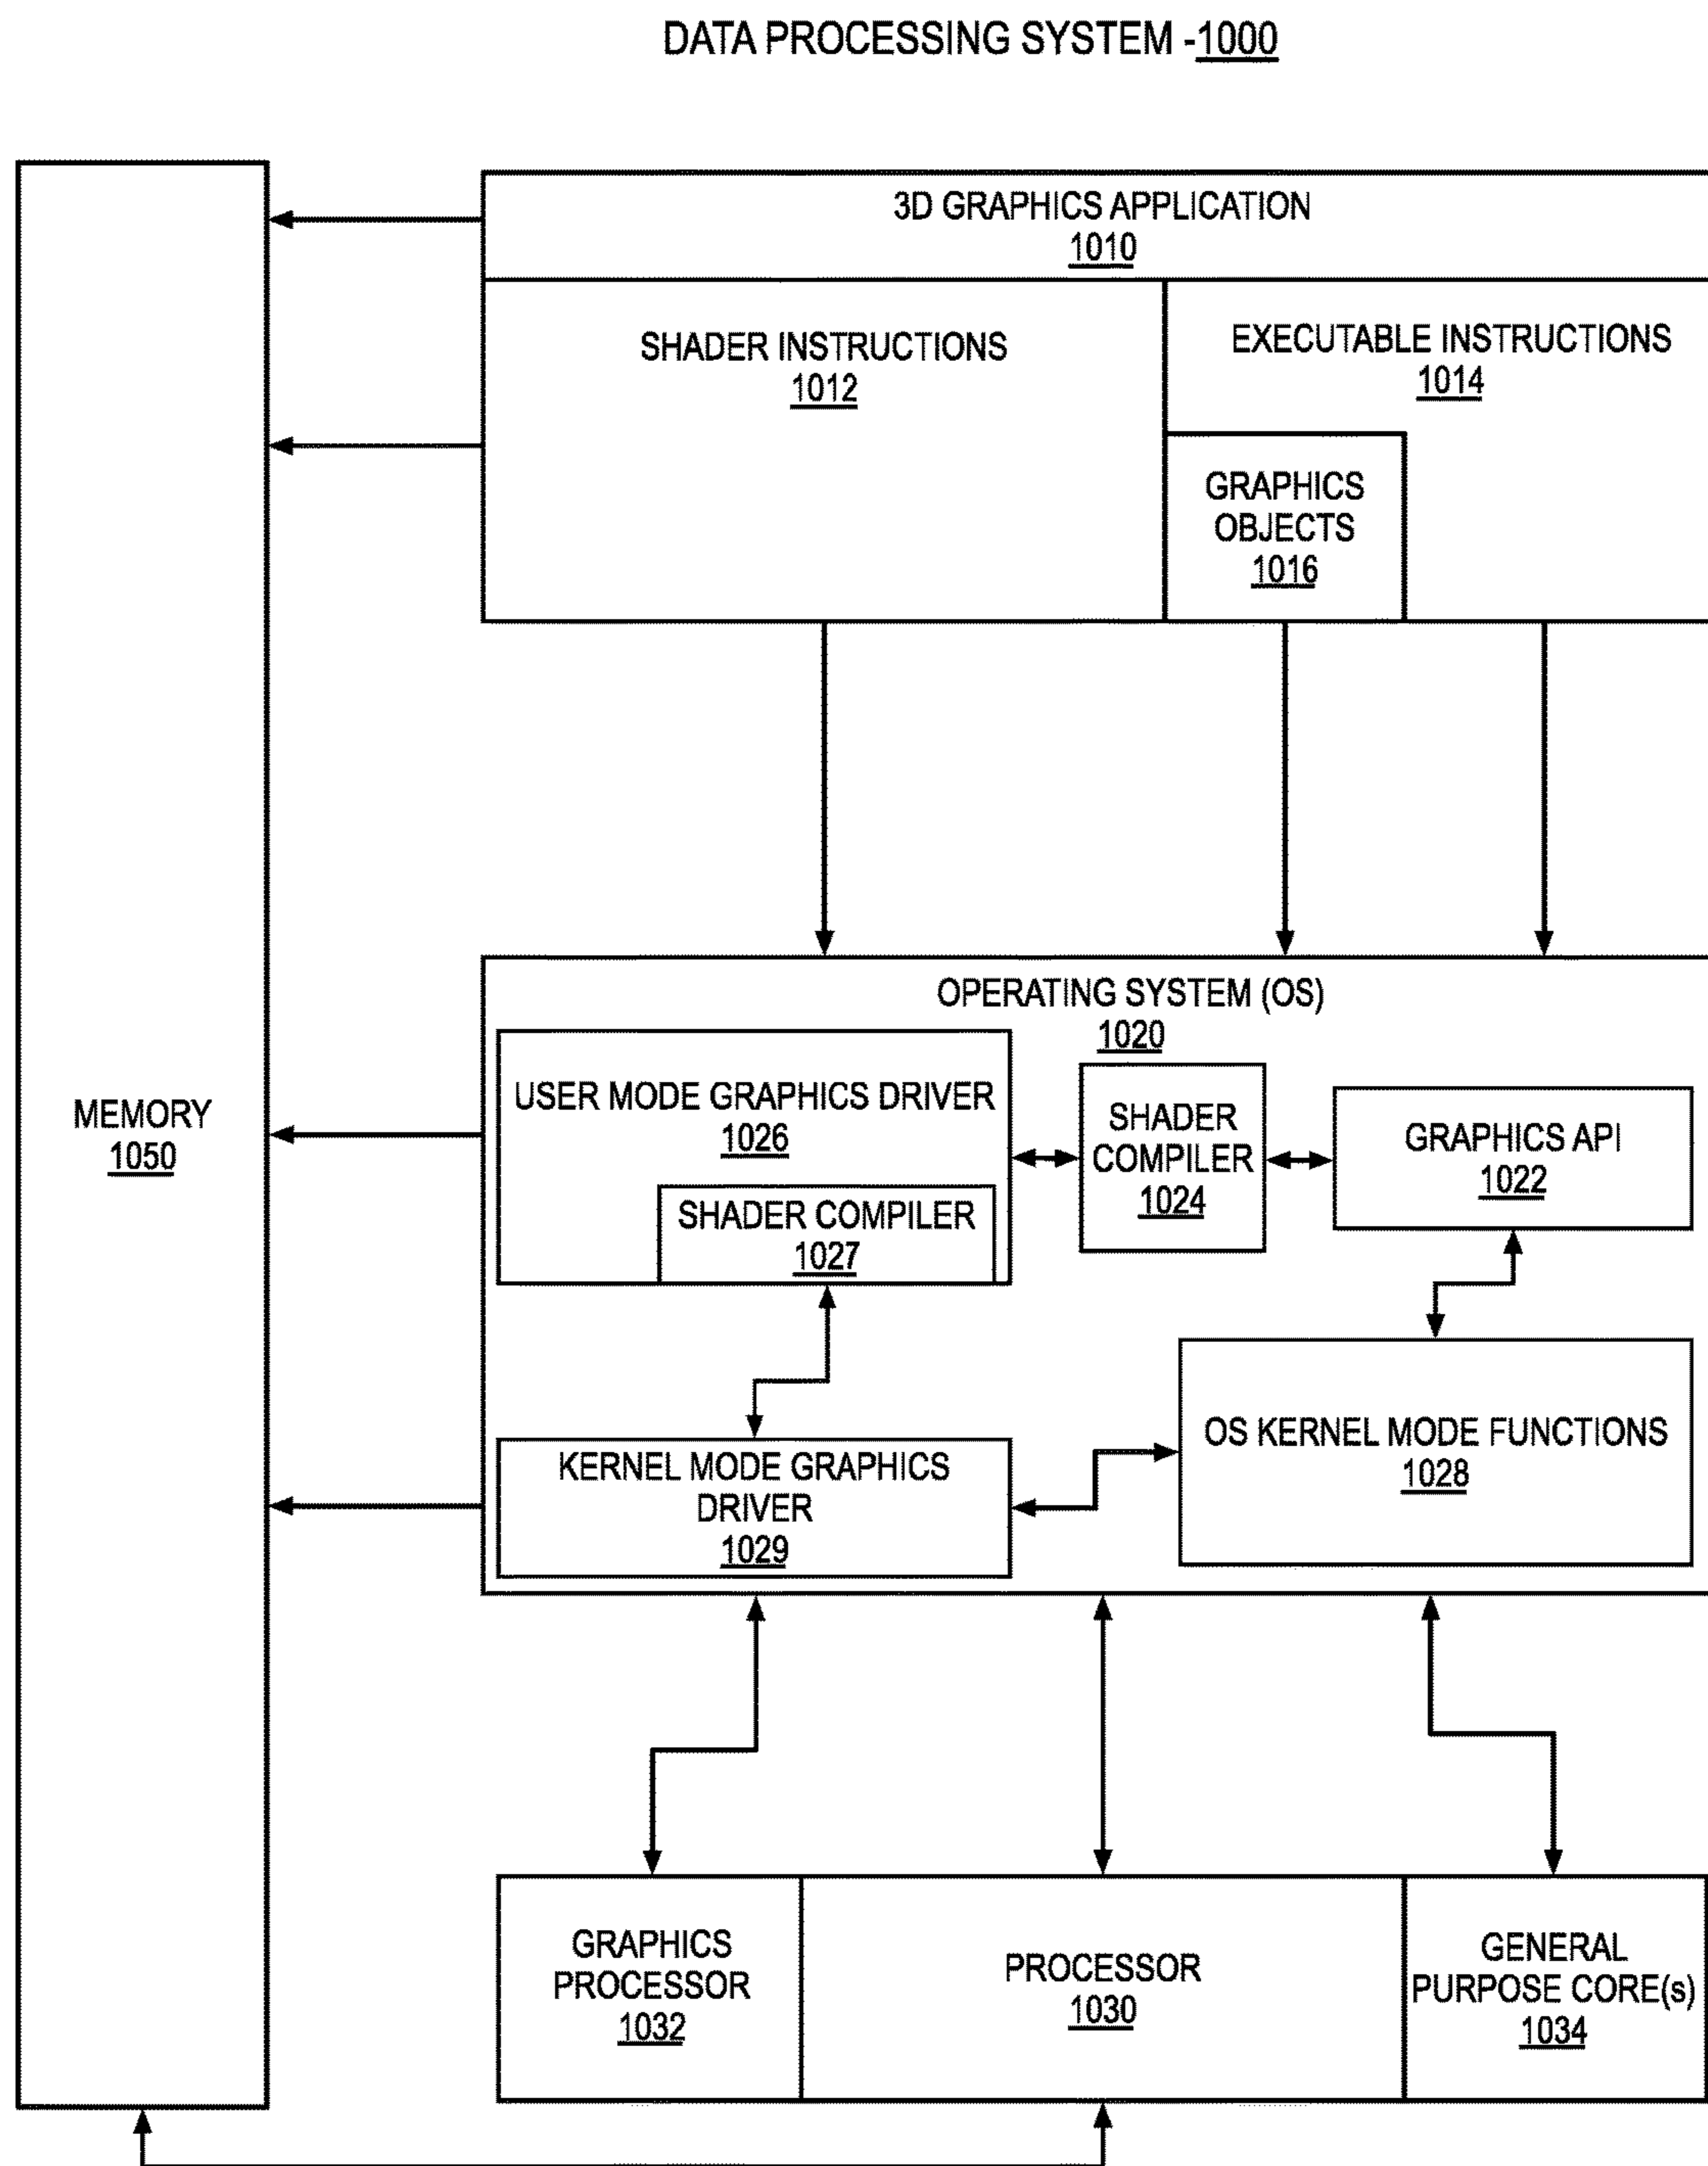 DATA PROCESSING SYSTEM -1000
3D GRAPHICS APPLICATION
1010
SHADER INSTRUCTIONS
1012
EXECUTABLE INSTRUCTIONS
1014
GRAPHICS
OBJECTS
1016
MEMORY
1050
OPERATING SYSTEM (OS)
1020
USER MODE GRAPHICS DRIVER
1026
SHADER COMPILER
1027
SHADER
COMPILER
1024
GRAPHICS API
1022
KERNEL MODE GRAPHICS
DRIVER
1029
OS KERNEL MODE FUNCTIONS
1028
GRAPHICS
PROCESSOR
1032
PROCESSOR
1030
GENERAL
PURPOSE CORE(s)
1034